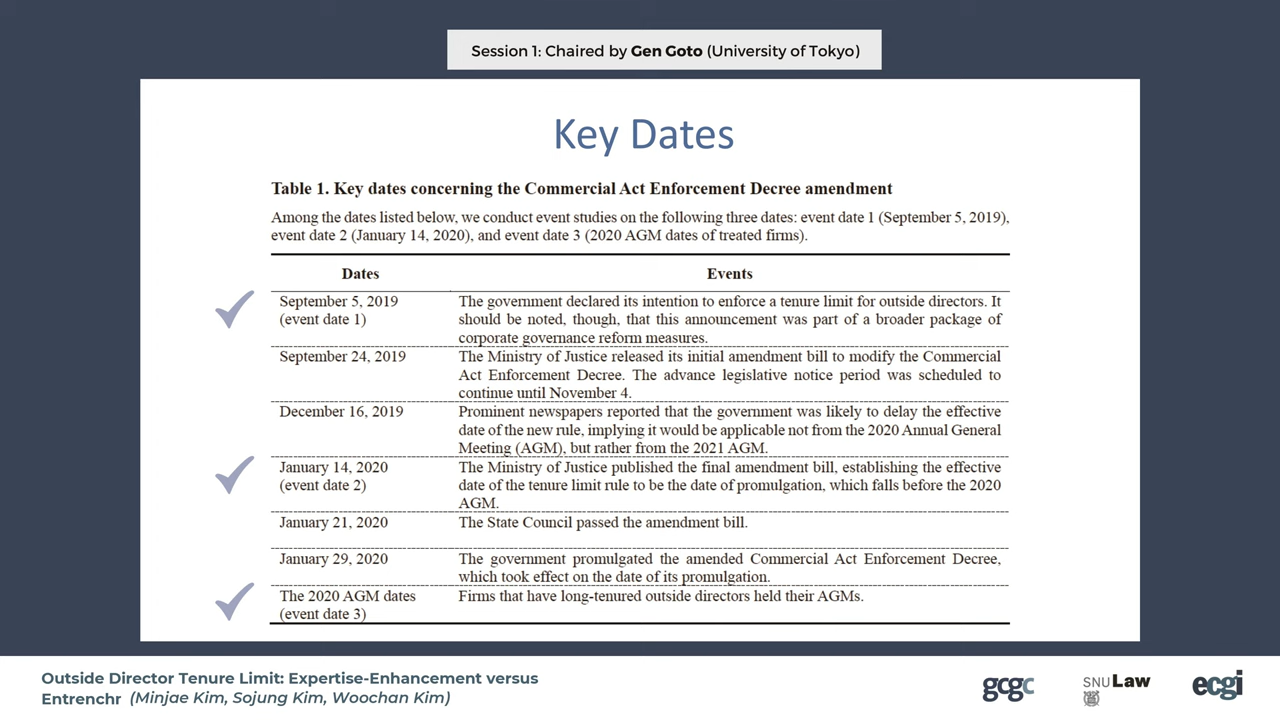 Session 1: Chaired by Gen Goto (University of Tokyo)
Key Dates
Table 1. Key dates concerning the Commercial Act Enforcement Decree amendment
Among the dates listed below, we conduct event studies on the following three dates: event date 1 (September 5, 2019),
event date 2 (January 14, 2020), and event date 3 (2020 AGM dates of treated firms).
Dates Events
September 5, 2019 The government declared its intention to enforce a tenure limit for outside directors. It
(event date 1) should be noted, though, that this announcement was part of a broader package of
corporate governance reform measures.
September 24, 2019 The Ministry of Justice released its initial amendment bill to modify the Commercial
Act Enforcement Decree. The advance legislative notice period was scheduled to
continue until November 4.
December 16, 2019 Prominent newspapers reported that the government was likely to delay the effective
date of the new rule, implying it would be applicable not from the 2020 Annual General
Meeting (AGM), but rather from the 2021 AGM.
January 14, 2020 The Ministry of Justice published the final amendment bill, establishing the effective
(event date 2) date of the tenure limit rule to be the date of promulgation, which falls before the 2020
AGM.
January 21, 2020 The State Council passed the amendment bill.
January 29, 2020 The government promulgated the amended Commercial Act Enforcement Decree,
which took effect on the date of its promulgation.
The 2020 AGM dates Firms that have long-tenured outside directors held their AGMs.
(event date 3)
Outside Director Tenure Limit: Expertise-Enhancement versus
Entrenchr (Minjae Kim, Sojung Kim, Woochan Kim)
gcgc
SNU Law
ecgi